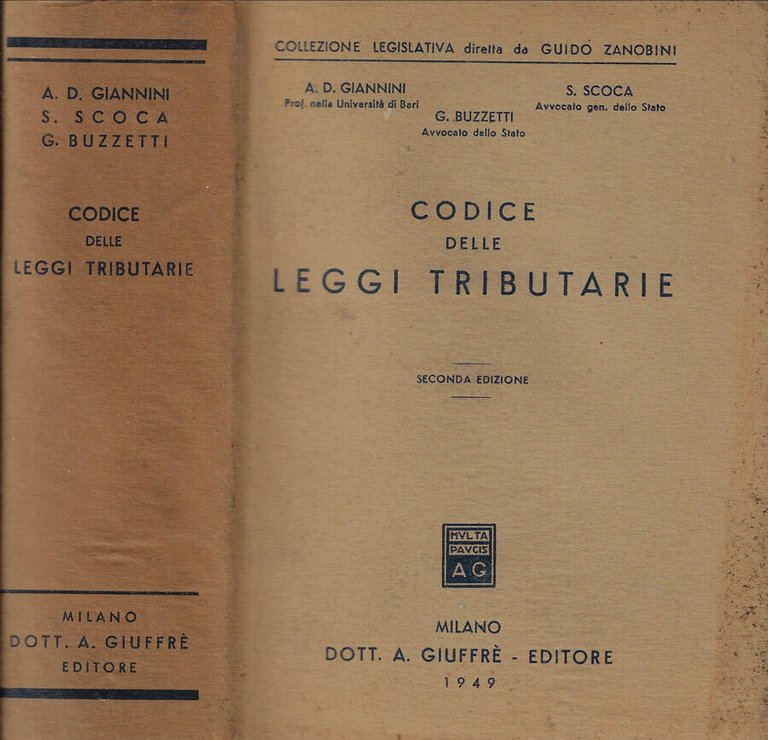 A. D. GIANNINI
S. SCOCA
G. BUZZETTI
CODICE
DELLE
LEGGI TRIBUTARIE
MILANO
DOTT. A. GIUFFRÈ
EDITORE
COLLEZIONE LEGISLATIVA diretta da GUIDO ZANOBINI
A. D. GIANNINI
Prof. nella Università di Bari
G. BUZZETTI
Avvocato dello Stato
S. SCOCA
Avvocato gen. dello Stato
CODICE
DELLE
LEGGI TRIBUTARIE
SECONDA EDIZIONE
MVLTA
PAVCIS
AG
MILANO
DOTT. A. GIUFFRÈ - EDITORE
1949